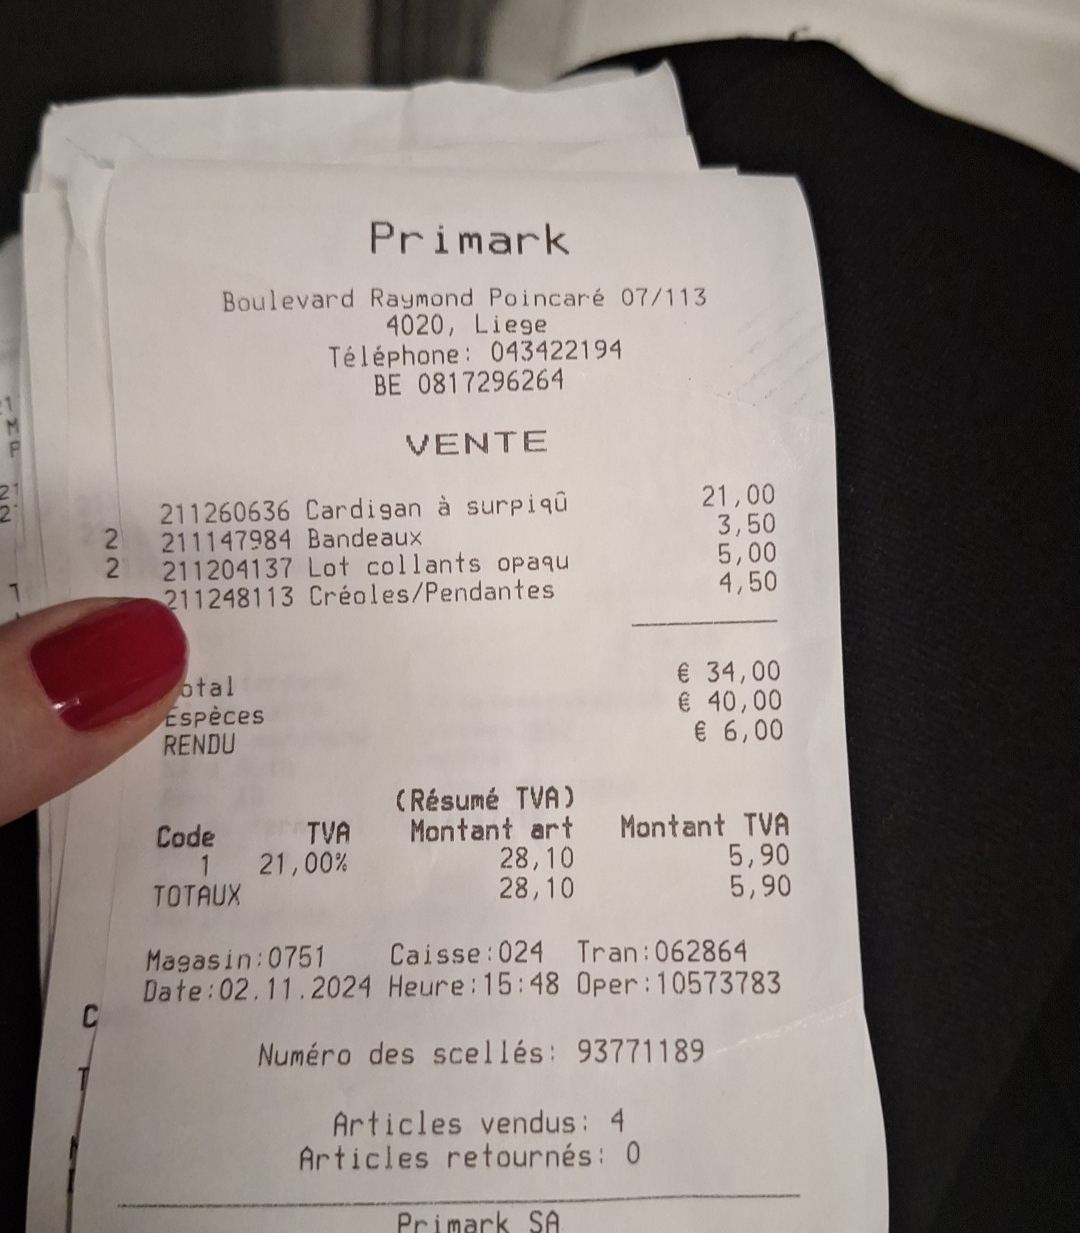 Primark
Boulevard Raymond Poincaré 07/113
4020, Liege
Téléphone: 043422194
BE 0817296264
VENTE
211260636 Cardigan à surpiqû 21,00
2 211147984 Bandeaux 3,50
2 211204137 Lot collants opaqu 5,00
211248113 Créoles/Pendantes 4,50
otal € 34,00
Espèces € 40,00
RENDU € 6,00
(Résumé TVA)
Code TVA Montant art Montant TVA
1 21,00% 28,10 5,90
TOTAUX 28,10 5,90
Magasin:0751 Caisse:024 Tran:062864
Date:02.11.2024 Heure:15:48 Oper:10573783
Numéro des scellés: 93771189
Articles vendus: 4
Articles retournés: 0
Primark SA